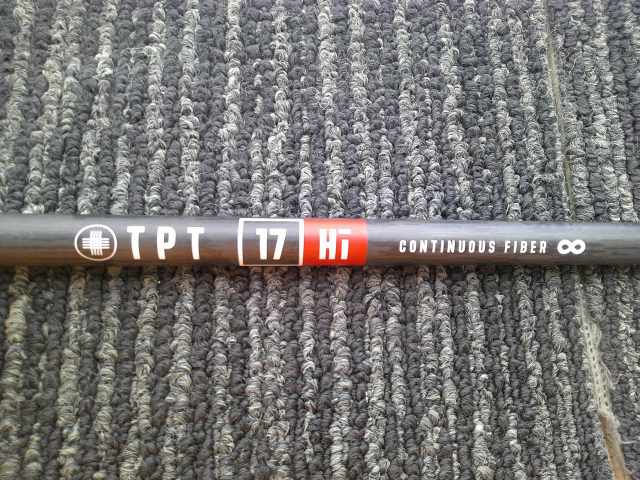 TPT 17 Hi CONTINUOUS FIBER